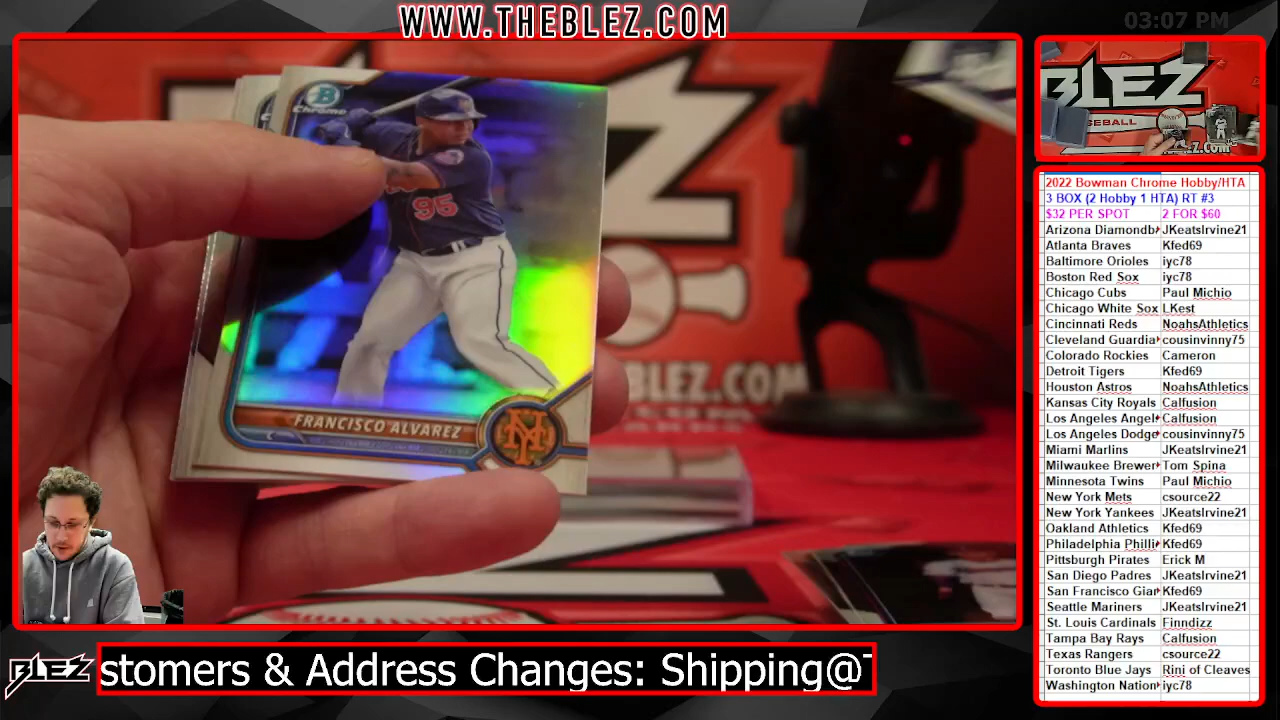 WWW.THEBLEZ.COM
03:07 PM
Chrome
95
FRANCISCO ALVAREZ
NY
BLEZ.COM
BLEZ
BASEBALL
2022 Bowman Chrome Hobby/HTA
3 BOX (2 Hobby 1 HTA) RT #3
$32 PER SPOT 2 FOR $60
Arizona Diamondb JKeatsIrvine21
Atlanta Braves Kfed69
Baltimore Orioles iyc78
Boston Red Sox iyc78
Chicago Cubs Paul Michio
Chicago White Sox LKest
Cincinnati Reds NoahsAthletics
Cleveland Guardia cousinvinny75
Colorado Rockies Cameron
Detroit Tigers Kfed69
Houston Astros NoahsAthletics
Kansas City Royals Calfusion
Los Angeles Angel Calfusion
Los Angeles Dodge cousinvinny75
Miami Marlins JKeatsIrvine21
Milwaukee Brewer Tom Spina
Minnesota Twins Paul Michio
New York Mets csource22
New York Yankees JKeatsIrvine21
Oakland Athletics Kfed69
Philadelphia Philli Kfed69
Pittsburgh Pirates Erick M
San Diego Padres JKeatsIrvine21
San Francisco Gian Kfed69
Seattle Mariners JKeatsIrvine21
St. Louis Cardinals Finndizz
Tampa Bay Rays Calfusion
Texas Rangers csource22
Toronto Blue Jays Rini of Cleaves
Washington Nation iyc78
BLEZ
stomers & Address Changes: Shipping@